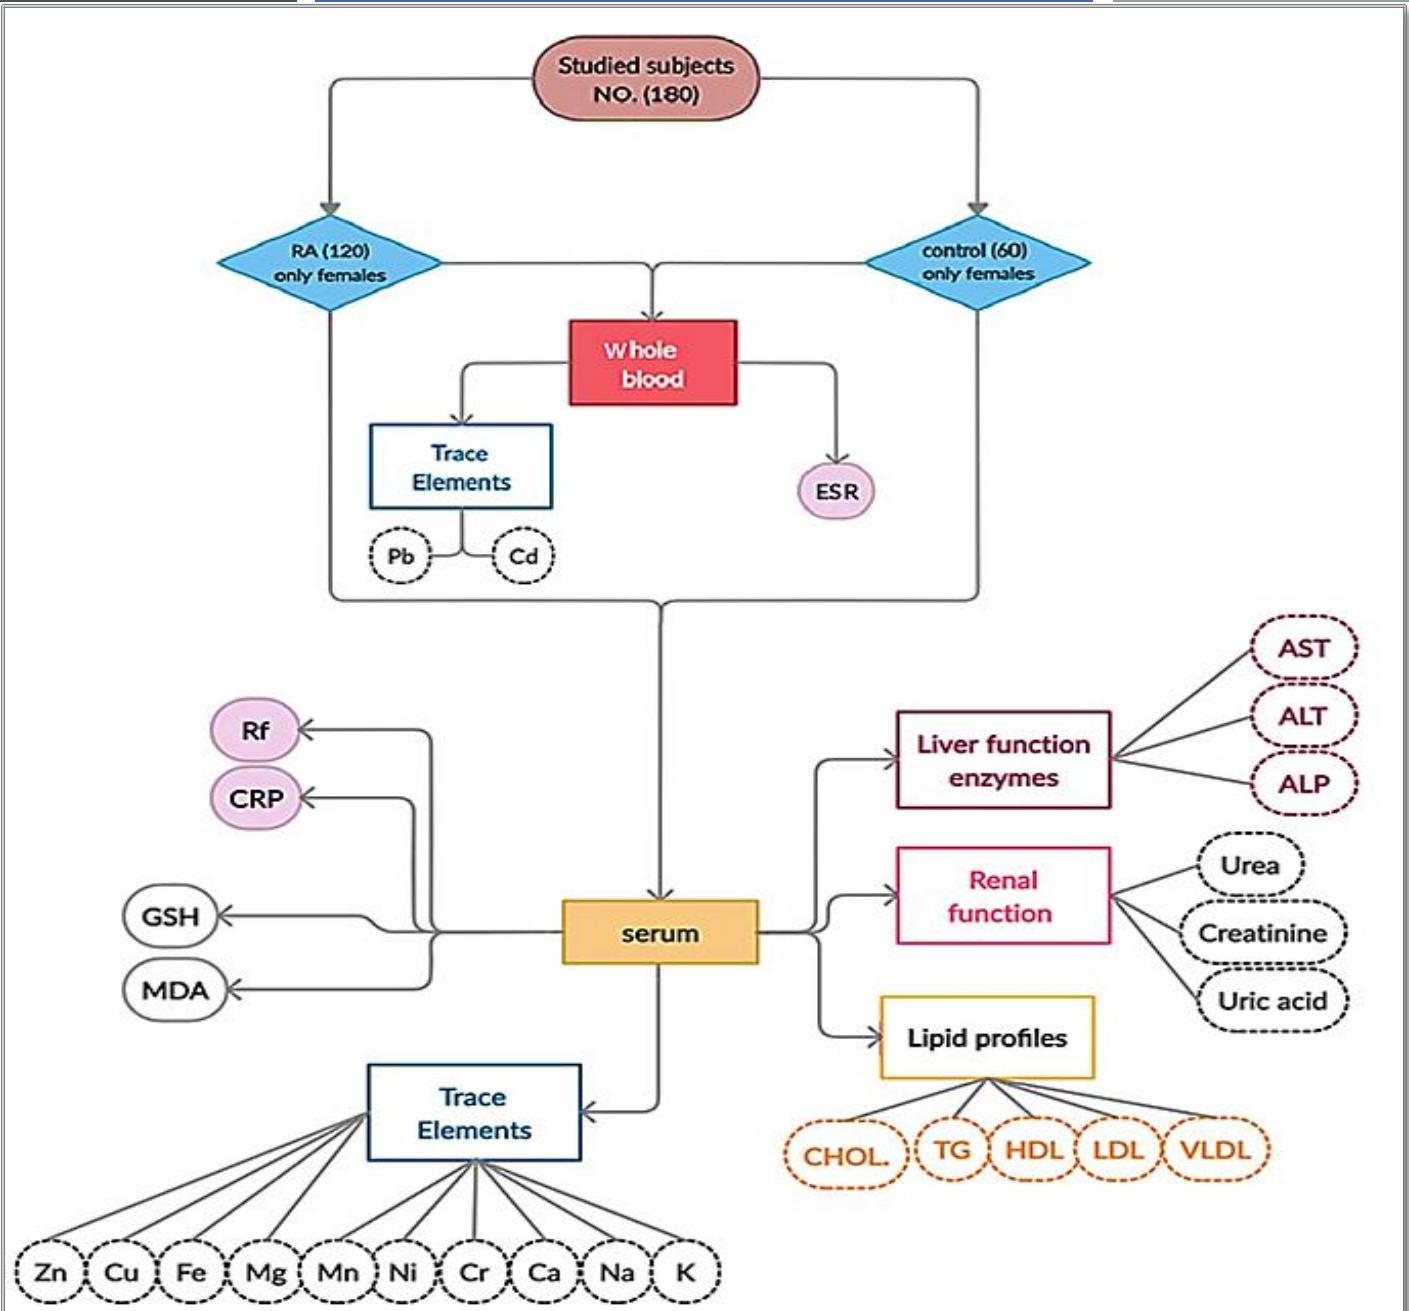 Studied subjects
NO. (180)
RA (120)
only females
control (60)
only females
Whole
blood
Trace
Elements
ESR
Pb
Cd
Rf
CRP
GSH
MDA
serum
Liver function
enzymes
AST
ALT
ALP
Renal
function
Urea
Creatinine
Uric acid
Lipid profiles
CHOL.
TG
HDL
LDL
VLDL
Trace
Elements
Zn
Cu
Fe
Mg
Mn
Ni
Cr
Ca
Na
K